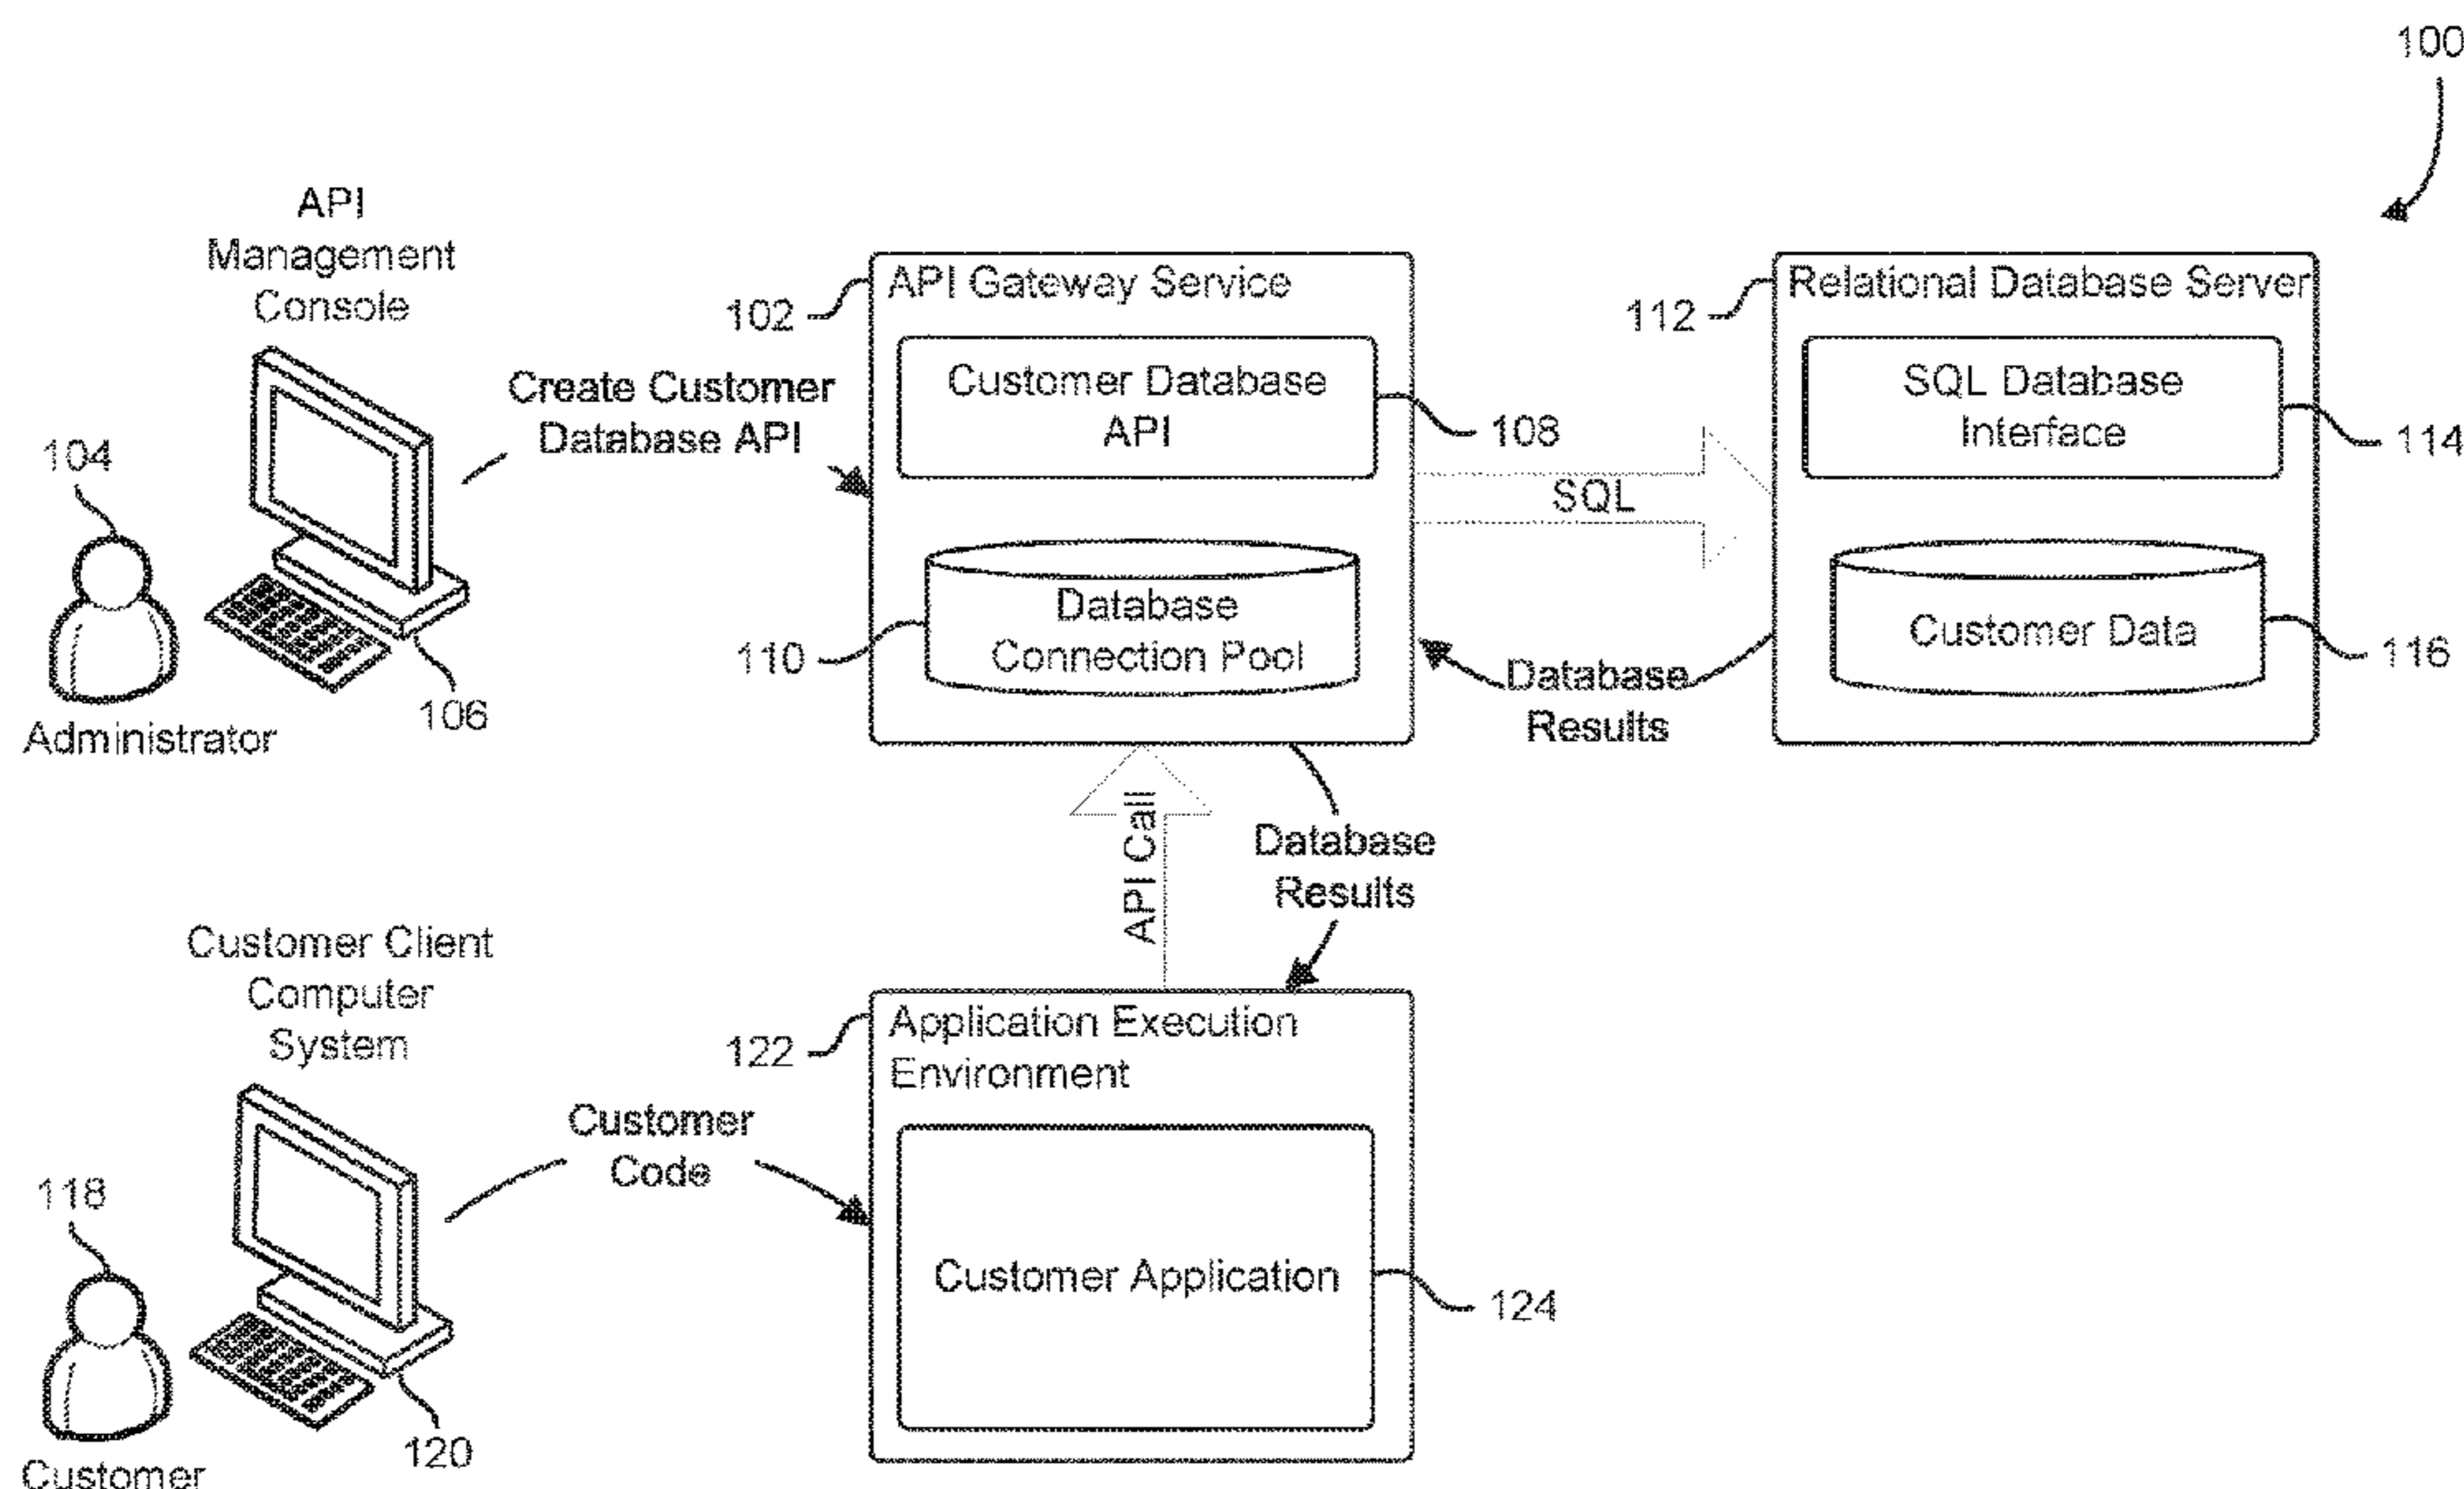 100
API
Management
Console
104
106
Administrator
Create Customer
Database API
102
API Gateway Service
Customer Database
API
108
110
Database
Connection Pool
SQL
112
Relational Database Server
SQL Database
Interface
114
Customer Data
116
Database
Results
API Call
Database
Results
Customer Client
Computer
System
118
120
Customer
Customer
Code
122
Application Execution
Environment
Customer Application
124